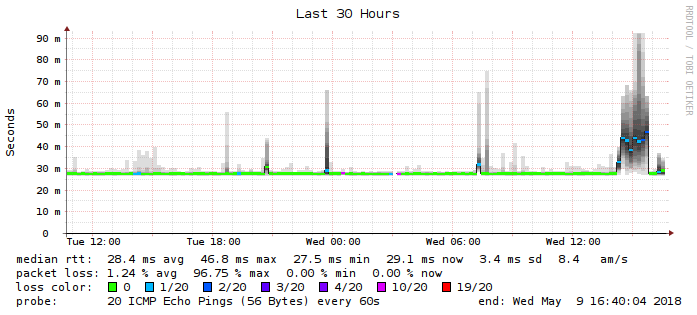 Last 30 Hours
RRDTOOL / TOBI OETIKER
Seconds
90 m
80 m
70 m
60 m
50 m
40 m
30 m
20 m
10 m
0
Tue 12:00 Tue 18:00 Wed 00:00 Wed 06:00 Wed 12:00
median rtt: 28.4 ms avg 46.8 ms max 27.5 ms min 29.1 ms now 3.4 ms sd 8.4 am/s
packet loss: 1.24 % avg 96.75 % max 0.00 % min 0.00 % now
loss color: 0 1/20 2/20 3/20 4/20 10/20 19/20
probe: 20 ICMP Echo Pings (56 Bytes) every 60s end: Wed May 9 16:40:04 2018